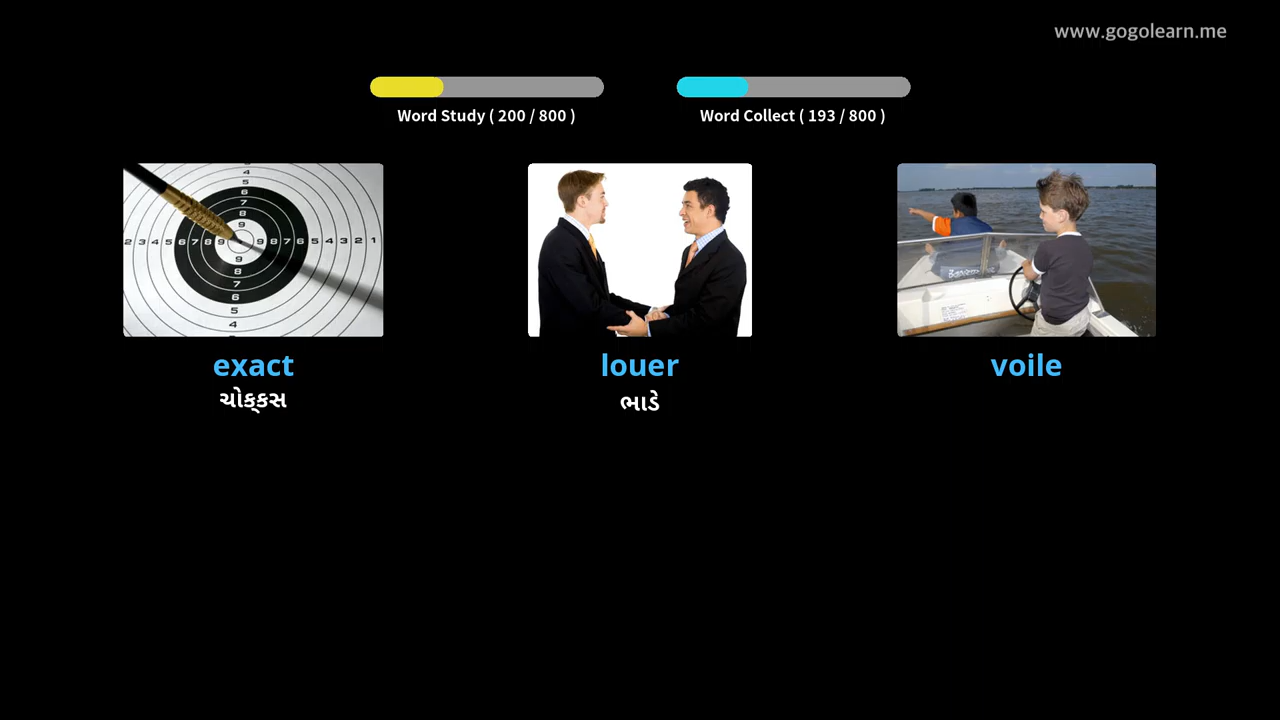 www.gogolearn.me
Word Study ( 200 / 800 )
Word Collect ( 193 / 800 )
exact
ચોક્કસ
louer
ભાડે
voile